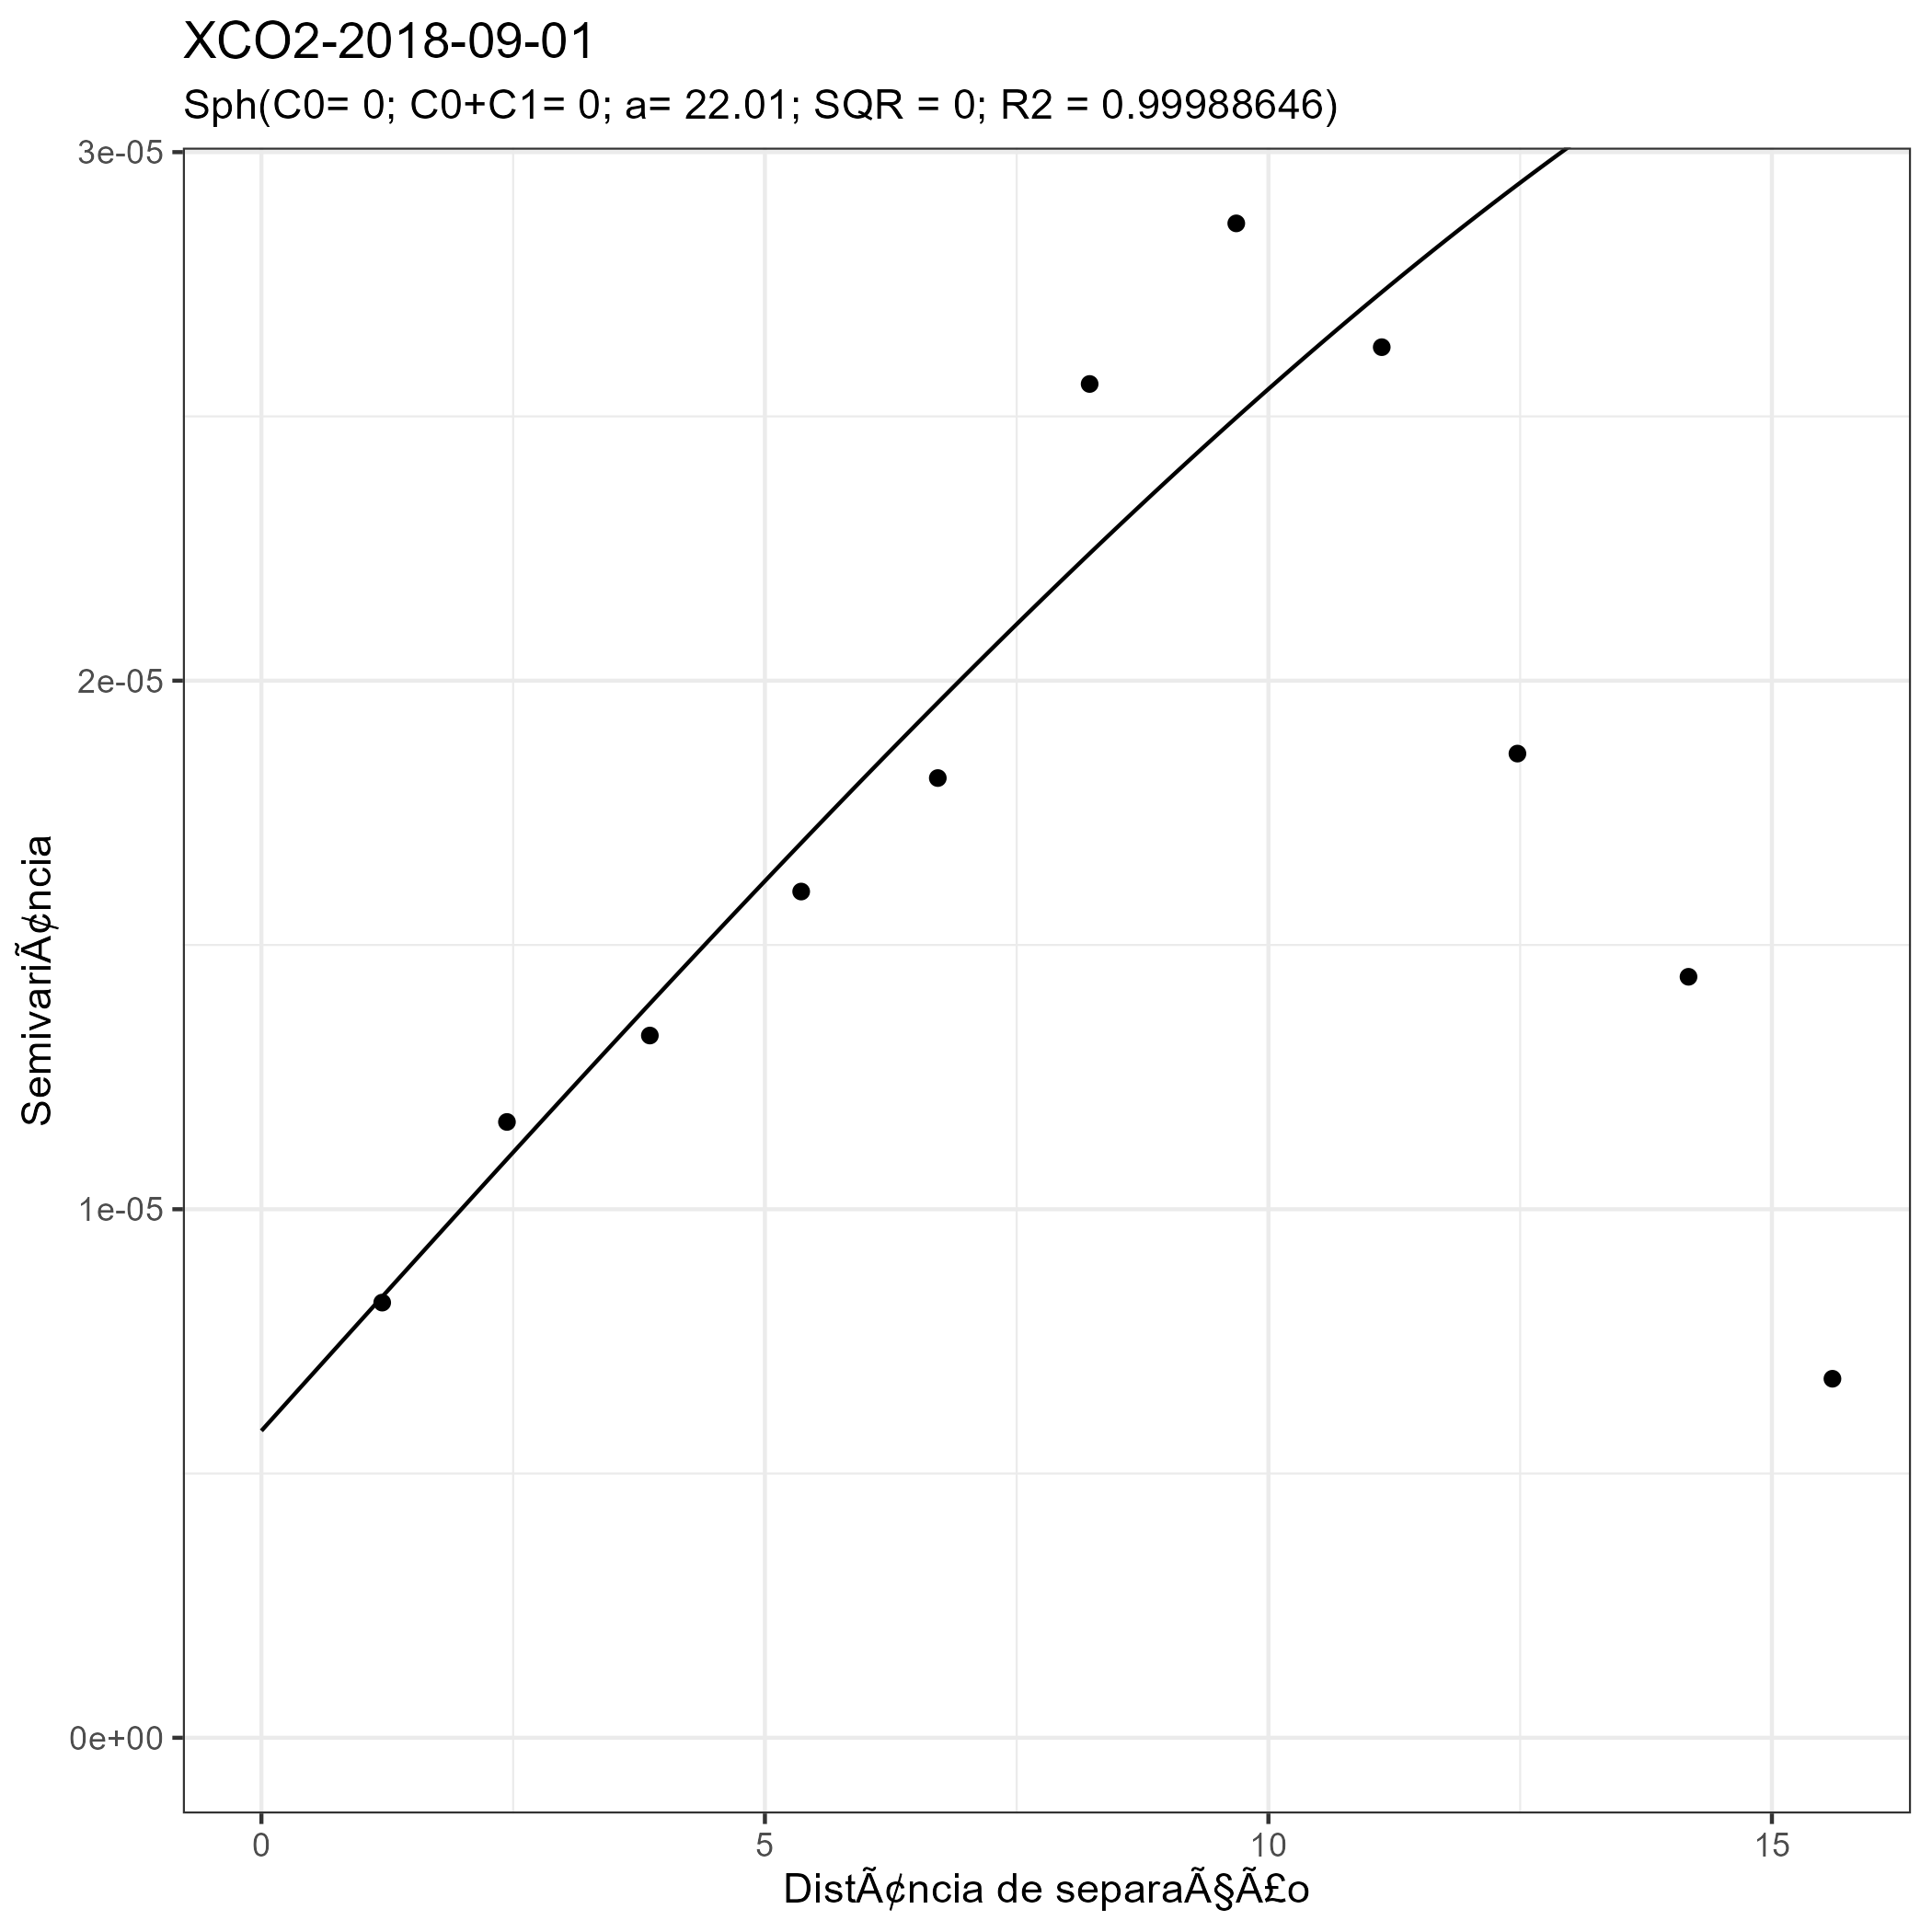 XCO2-2018-09-01
Sph(C0= 0; C0+C1= 0; a= 22.01; SQR = 0; R2 = 0.99988646)
3e-05
2e-05
1e-05
0e+00
SemivariÃ¢ncia
0
5
10
15
DistÃ¢ncia de separaÃ§Ã£o